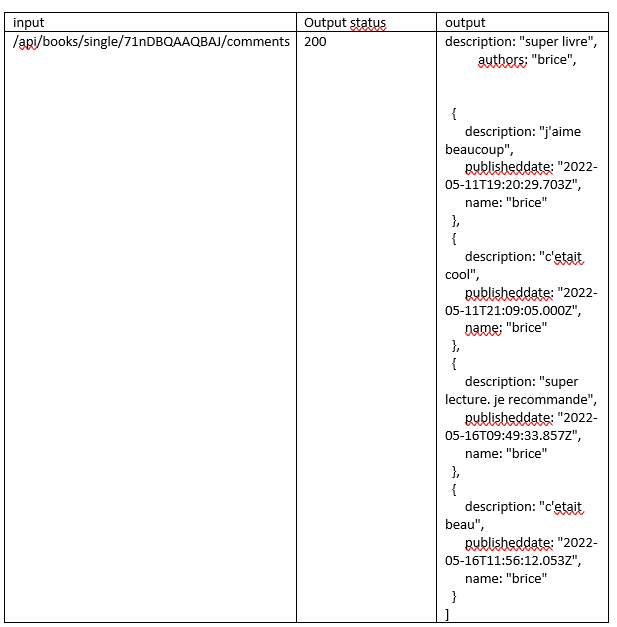 input Output status output
/api/books/single/71nDBQAAQBAJ/comments 200 description: "super livre",
authors: "brice",
{
description: "j'aime
beaucoup",
publisheddate: "2022-
05-11T19:20:29.703Z",
name: "brice"
},
{
description: "c'etait
cool",
publisheddate: "2022-
05-11T21:09:05.000Z",
name: "brice"
},
{
description: "super
lecture. je recommande",
publisheddate: "2022-
05-16T09:49:33.857Z",
name: "brice"
},
{
description: "c'etait
beau",
publisheddate: "2022-
05-16T11:56:12.053Z",
name: "brice"
}
]